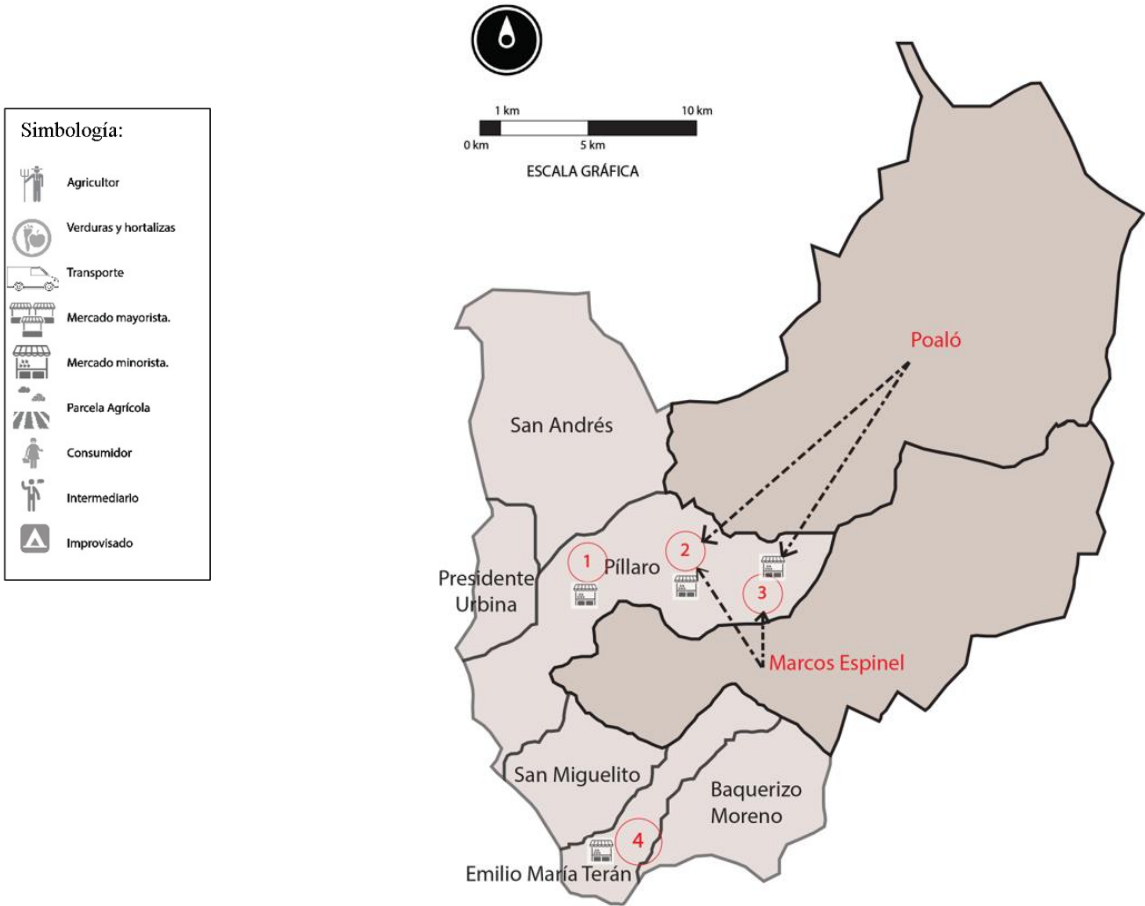 Simbología:
Agricultor
Verduras y hortalizas
Transporte
Mercado mayorista.
Mercado minorista.
Parcela Agrícola
Consumidor
Intermediario
Improvisado
1 km
10 km
0 km
5 km
ESCALA GRÁFICA
Poaló
San Andrés
1
Píllaro
2
3
Presidente
Urbina
Marcos Espinel
San Miguelito
Baquerizo
Moreno
4
Emilio María Terán